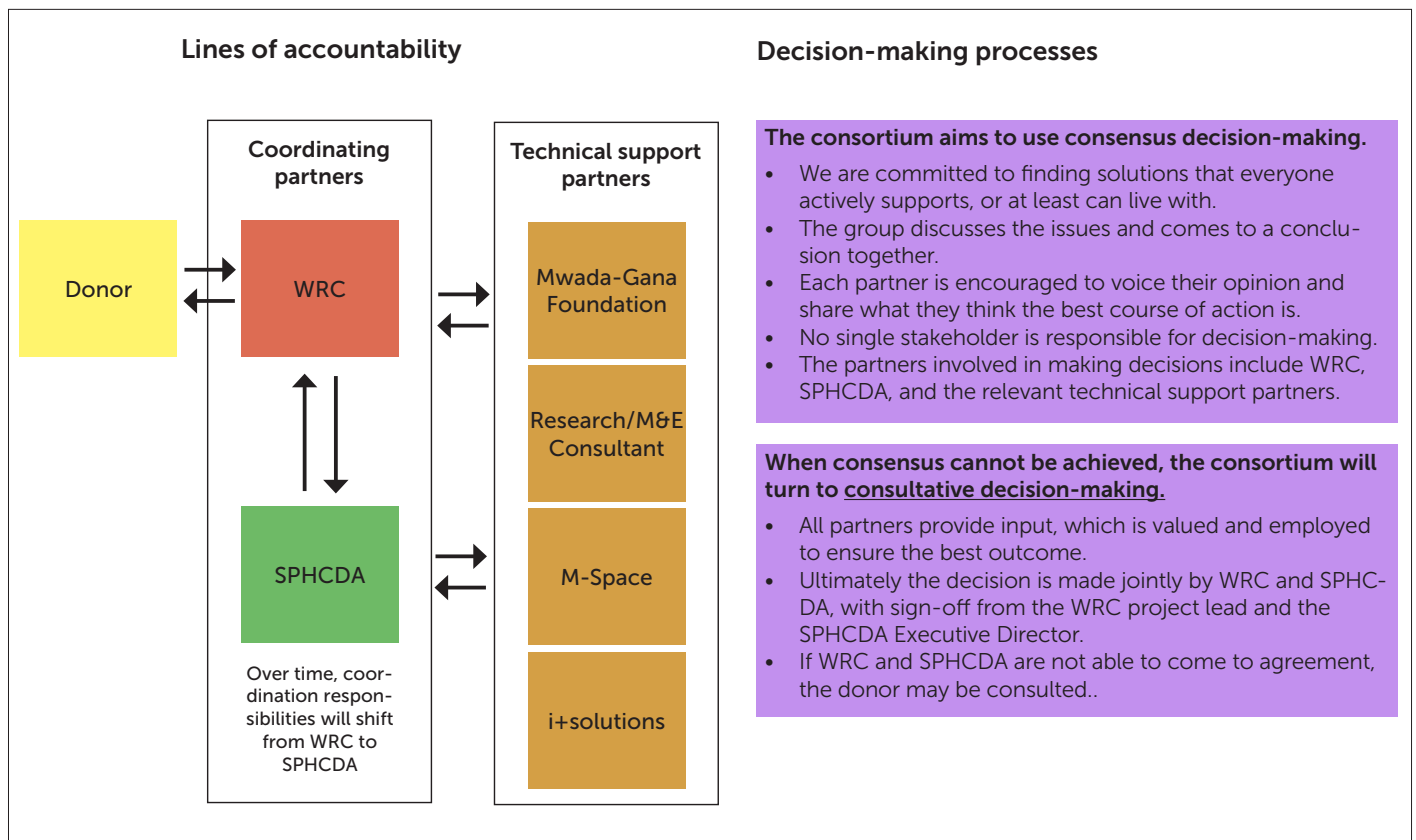 Lines of accountability
Decision-making processes
Coordinating
partners
Technical support
partners
Donor
WRC
SPHCDA
Over time, coor-
dination respon-
sibilities will shift
from WRC to
SPHCDA
Mwada-Gana
Foundation
Research/M&E
Consultant
M-Space
i+solutions
The consortium aims to use consensus decision-making.
• We are committed to finding solutions that everyone
actively supports, or at least can live with.
• The group discusses the issues and comes to a conclu-
sion together.
• Each partner is encouraged to voice their opinion and
share what they think the best course of action is.
• No single stakeholder is responsible for decision-making.
• The partners involved in making decisions include WRC,
SPHCDA, and the relevant technical support partners.
When consensus cannot be achieved, the consortium will
turn to consultative decision-making.
• All partners provide input, which is valued and employed
to ensure the best outcome.
• Ultimately the decision is made jointly by WRC and SPHC-
DA, with sign-off from the WRC project lead and the
SPHCDA Executive Director.
• If WRC and SPHCDA are not able to come to agreement,
the donor may be consulted..